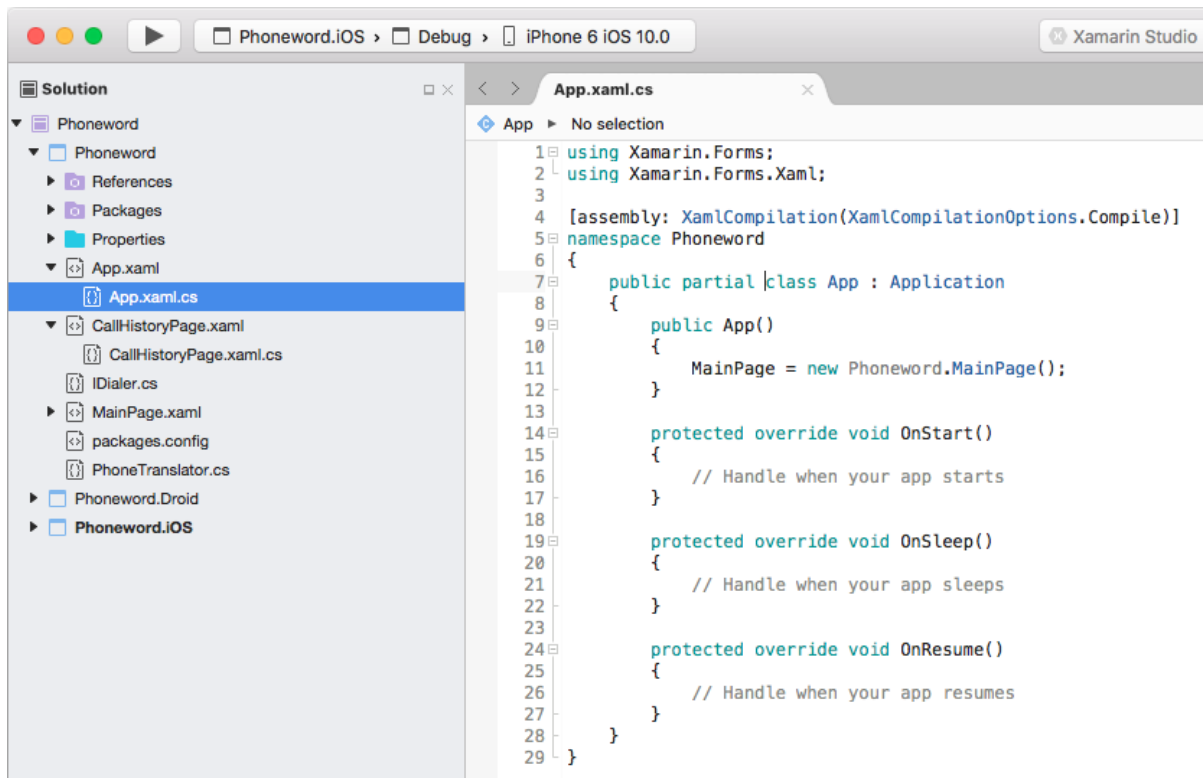 Phoneword.iOS › Debug › iPhone 6 iOS 10.0
Xamarin Studio
Solution
Phoneword
Phoneword
References
Packages
Properties
App.xaml
App.xaml.cs
CallHistoryPage.xaml
CallHistoryPage.xaml.cs
IDialer.cs
MainPage.xaml
packages.config
PhoneTranslator.cs
Phoneword.Droid
Phoneword.iOS
App.xaml.cs
App ▸ No selection
1 using Xamarin.Forms;
2 using Xamarin.Forms.Xaml;
3
4 [assembly: XamlCompilation(XamlCompilationOptions.Compile)]
5 namespace Phoneword
6 {
7     public partial class App : Application
8     {
9         public App()
10         {
11             MainPage = new Phoneword.MainPage();
12         }
13
14         protected override void OnStart()
15         {
16             // Handle when your app starts
17         }
18
19         protected override void OnSleep()
20         {
21             // Handle when your app sleeps
22         }
23
24         protected override void OnResume()
25         {
26             // Handle when your app resumes
27         }
28     }
29 }